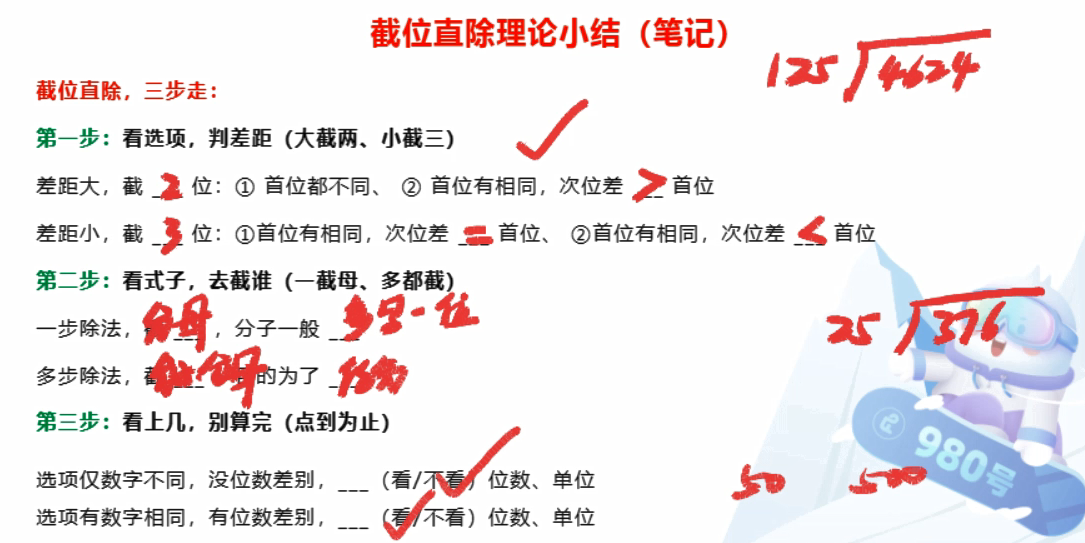 截位直除理论小结（笔记）
125 4624
截位直除，三步走：
第一步：看选项，判差距（大截两、小截三）
差距大，截 2 位：① 首位都不同、 ② 首位有相同，次位差 > 首位
差距小，截 3 位：①首位有相同，次位差 = 首位、 ②首位有相同，次位差 < 首位
第二步：看式子，去截谁（一截母、多都截）
一步除法，分母 ，分子一般 多留一位
25 376
多步除法，截 分母 的为了
第三步：看上几，别算完（点到为止）
980号
选项仅数字不同，没位数差别，___（看/不看）位数、单位
50 500
选项有数字相同，有位数差别，___（看/不看）位数、单位